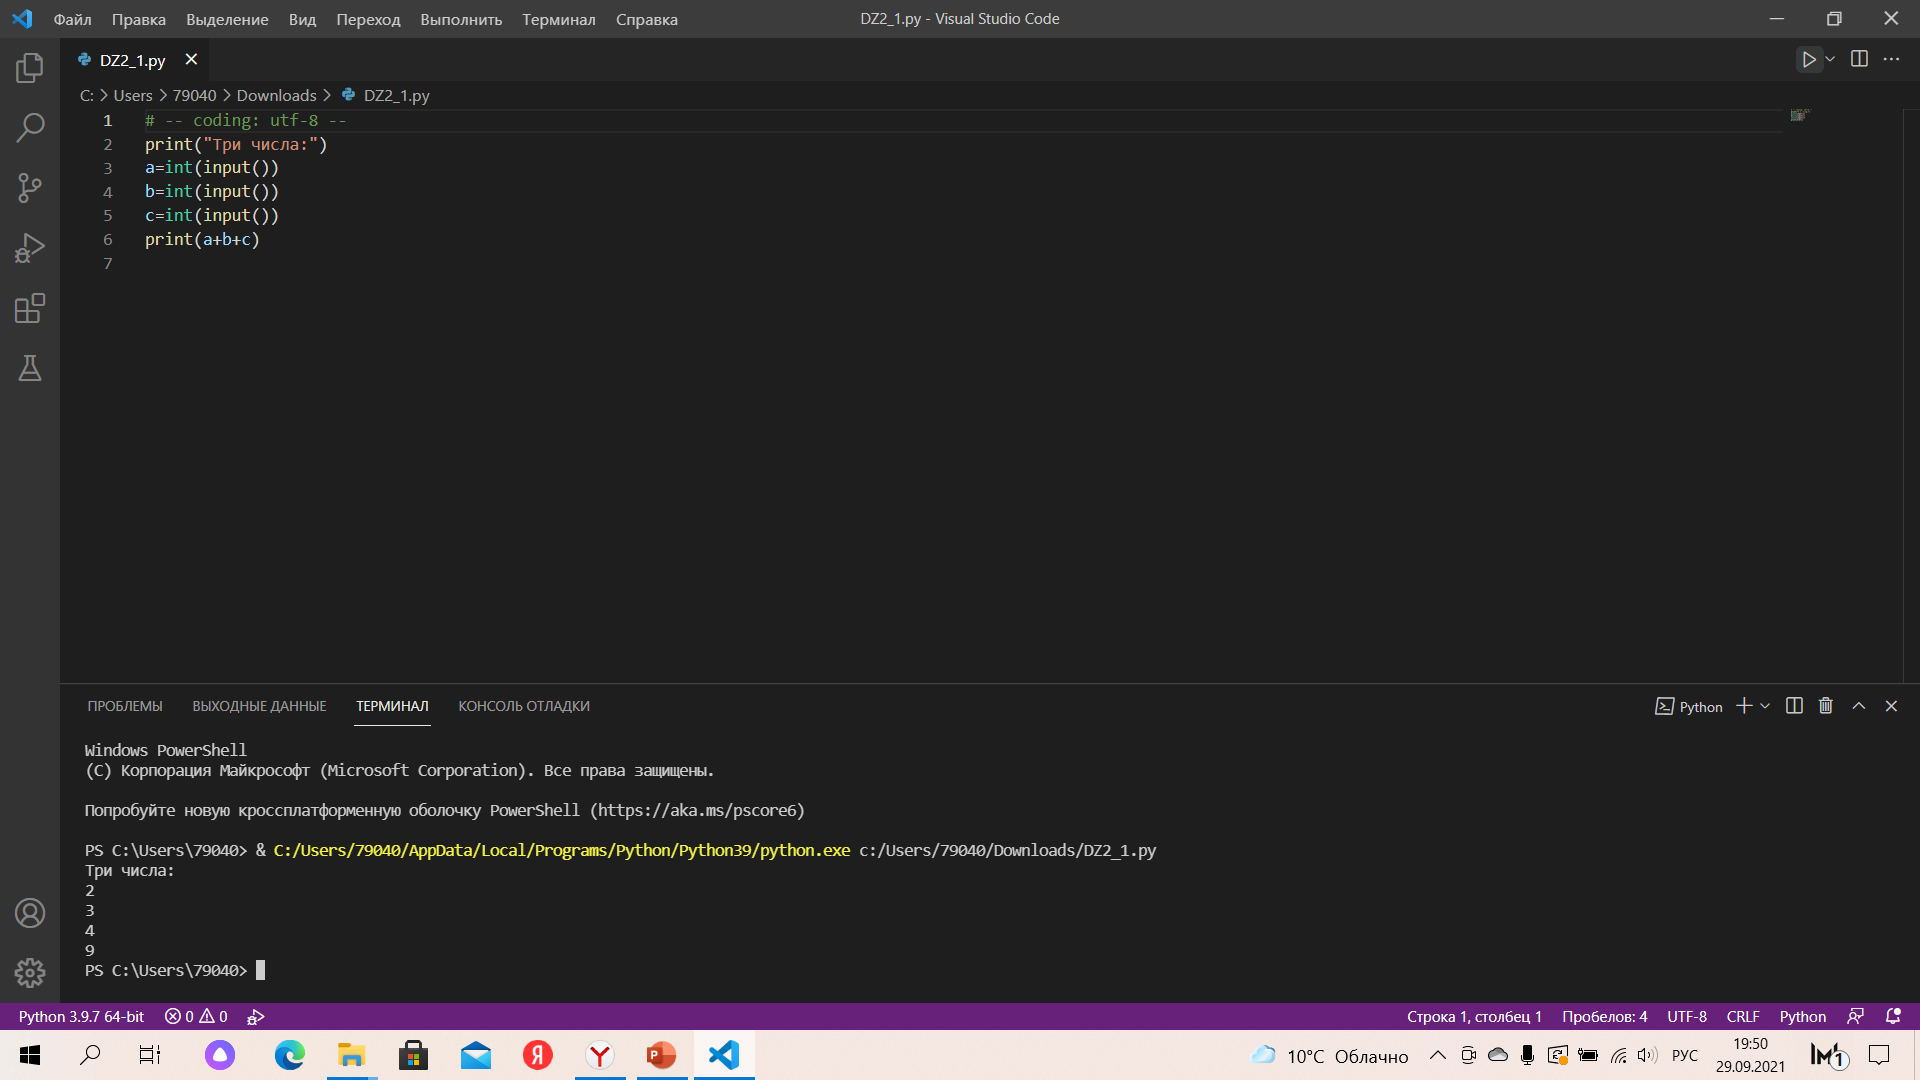 Файл Правка Выделение Вид Переход Выполнить Терминал Справка DZ2_1.py - Visual Studio Code
DZ2_1.py
C: > Users > 79040 > Downloads > DZ2_1.py
1 # -- coding: utf-8 --
2 print("Три числа:")
3 a=int(input())
4 b=int(input())
5 c=int(input())
6 print(a+b+c)
7
ПРОБЛЕМЫ ВЫХОДНЫЕ ДАННЫЕ ТЕРМИНАЛ КОНСОЛЬ ОТЛАДКИ Python
Windows PowerShell
(C) Корпорация Майкрософт (Microsoft Corporation). Все права защищены.
Попробуйте новую кроссплатформенную оболочку PowerShell (https://aka.ms/pscore6)
PS C:\Users\79040> & C:/Users/79040/AppData/Local/Programs/Python/Python39/python.exe c:/Users/79040/Downloads/DZ2_1.py
Три числа:
2
3
4
9
PS C:\Users\79040>
Python 3.9.7 64-bit 0 0 Строка 1, столбец 1 Пробелов: 4 UTF-8 CRLF Python
10°C Облачно РУС 19:50
29.09.2021
1